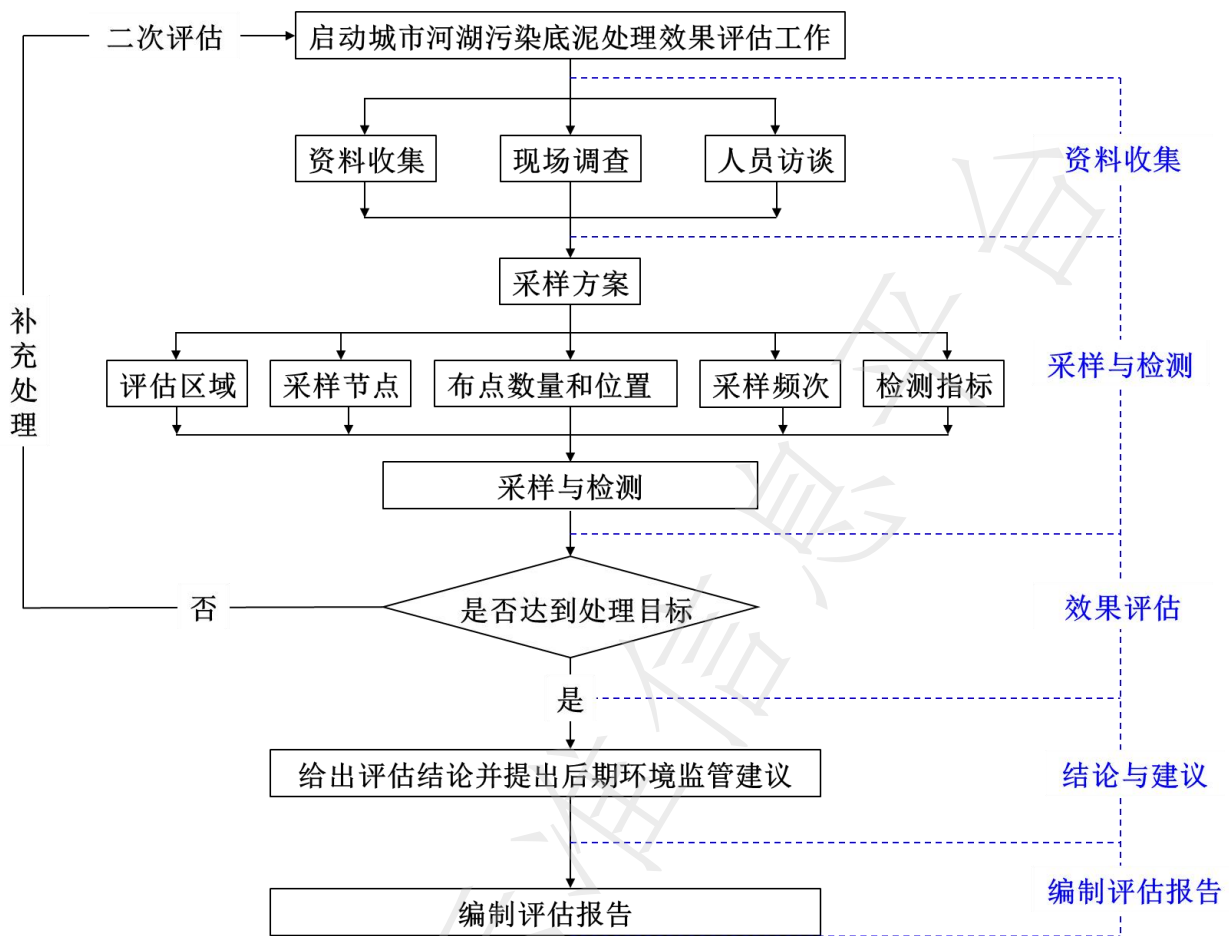 二次评估
启动城市河湖污染底泥处理效果评估工作
资料收集
现场调查
人员访谈
资料收集
采样方案
补充处理
评估区域
采样节点
布点数量和位置
采样频次
检测指标
采样与检测
采样与检测
否
是否达到处理目标
效果评估
是
给出评估结论并提出后期环境监管建议
结论与建议
编制评估报告
编制评估报告
准信息平台